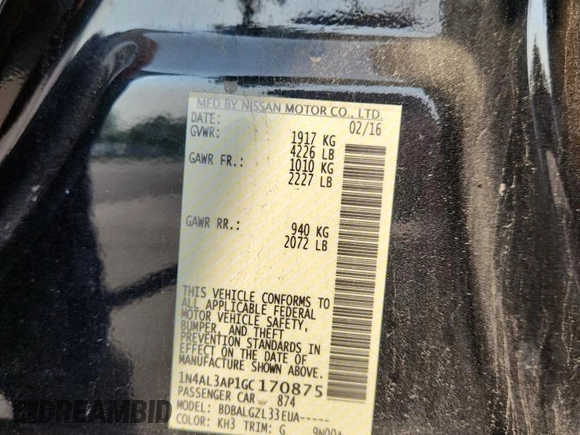 MFD BY NISSAN MOTOR CO., LTD.
DATE: 02/16
GVWR: 1917 KG
4226 LB
GAWR FR.: 1010 KG
2227 LB
GAWR RR.: 940 KG
2072 LB
THIS VEHICLE CONFORMS TO
ALL APPLICABLE FEDERAL
MOTOR VEHICLE SAFETY,
BUMPER, AND THEFT
PREVENTION STANDARDS IN
EFFECT ON THE DATE OF
MANUFACTURE SHOWN ABOVE.
1N4AL3AP1GC170875
PASSENGER CAR 874
MODEL: BDBALGZL33EUA-----
COLOR: KH3 TRIM: G
1N4AL3AP1GC170875
DREAMBID